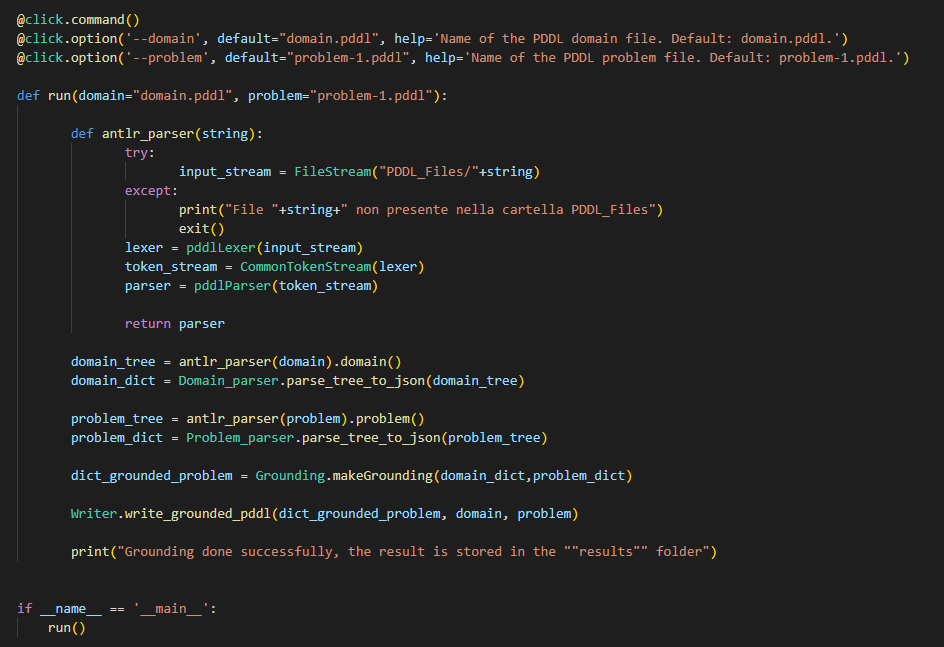 @click.command()
@click.option('--domain', default="domain.pddl", help='Name of the PDDL domain file. Default: domain.pddl.')
@click.option('--problem', default="problem-1.pddl", help='Name of the PDDL problem file. Default: problem-1.pddl.')
def run(domain="domain.pddl", problem="problem-1.pddl"):
def antlr_parser(string):
try:
input_stream = FileStream("PDDL_Files/"+string)
except:
print("File "+string+" non presente nella cartella PDDL_Files")
exit()
lexer = pddlLexer(input_stream)
token_stream = CommonTokenStream(lexer)
parser = pddlParser(token_stream)
return parser
domain_tree = antlr_parser(domain).domain()
domain_dict = Domain_parser.parse_tree_to_json(domain_tree)
problem_tree = antlr_parser(problem).problem()
problem_dict = Problem_parser.parse_tree_to_json(problem_tree)
dict_grounded_problem = Grounding.makeGrounding(domain_dict,problem_dict)
Writer.write_grounded_pddl(dict_grounded_problem, domain, problem)
print("Grounding done successfully, the result is stored in the ""results"" folder")
if __name__ == '__main__':
run()